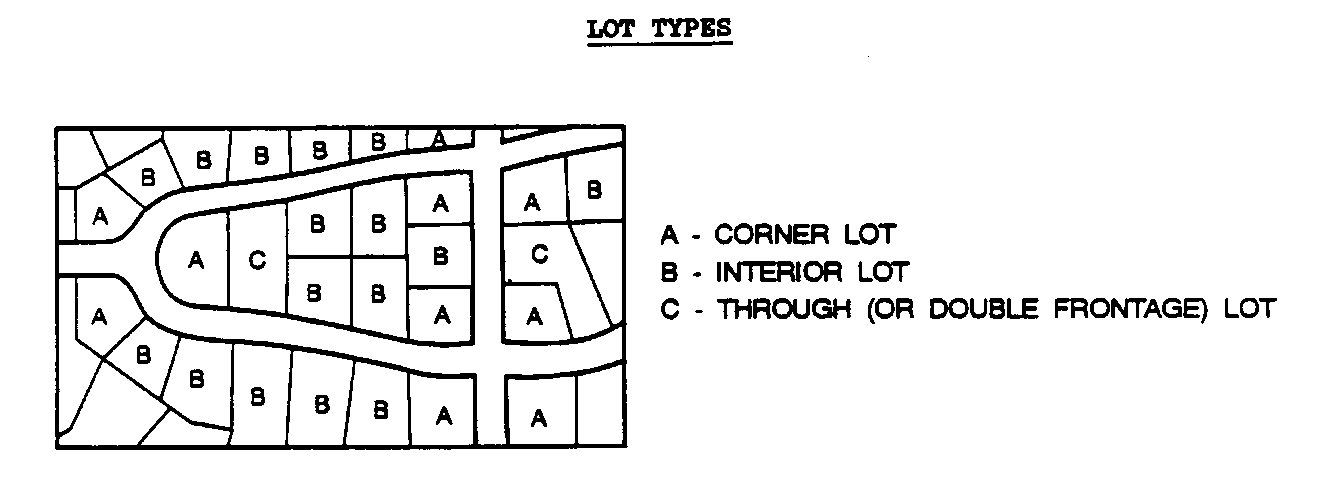 LOT TYPES
B B B B A
B
B
A B B A A B
A C B C
B B
A A A
B
B B B B A A
A - CORNER LOT
B - INTERIOR LOT
C - THROUGH (OR DOUBLE FRONTAGE) LOT